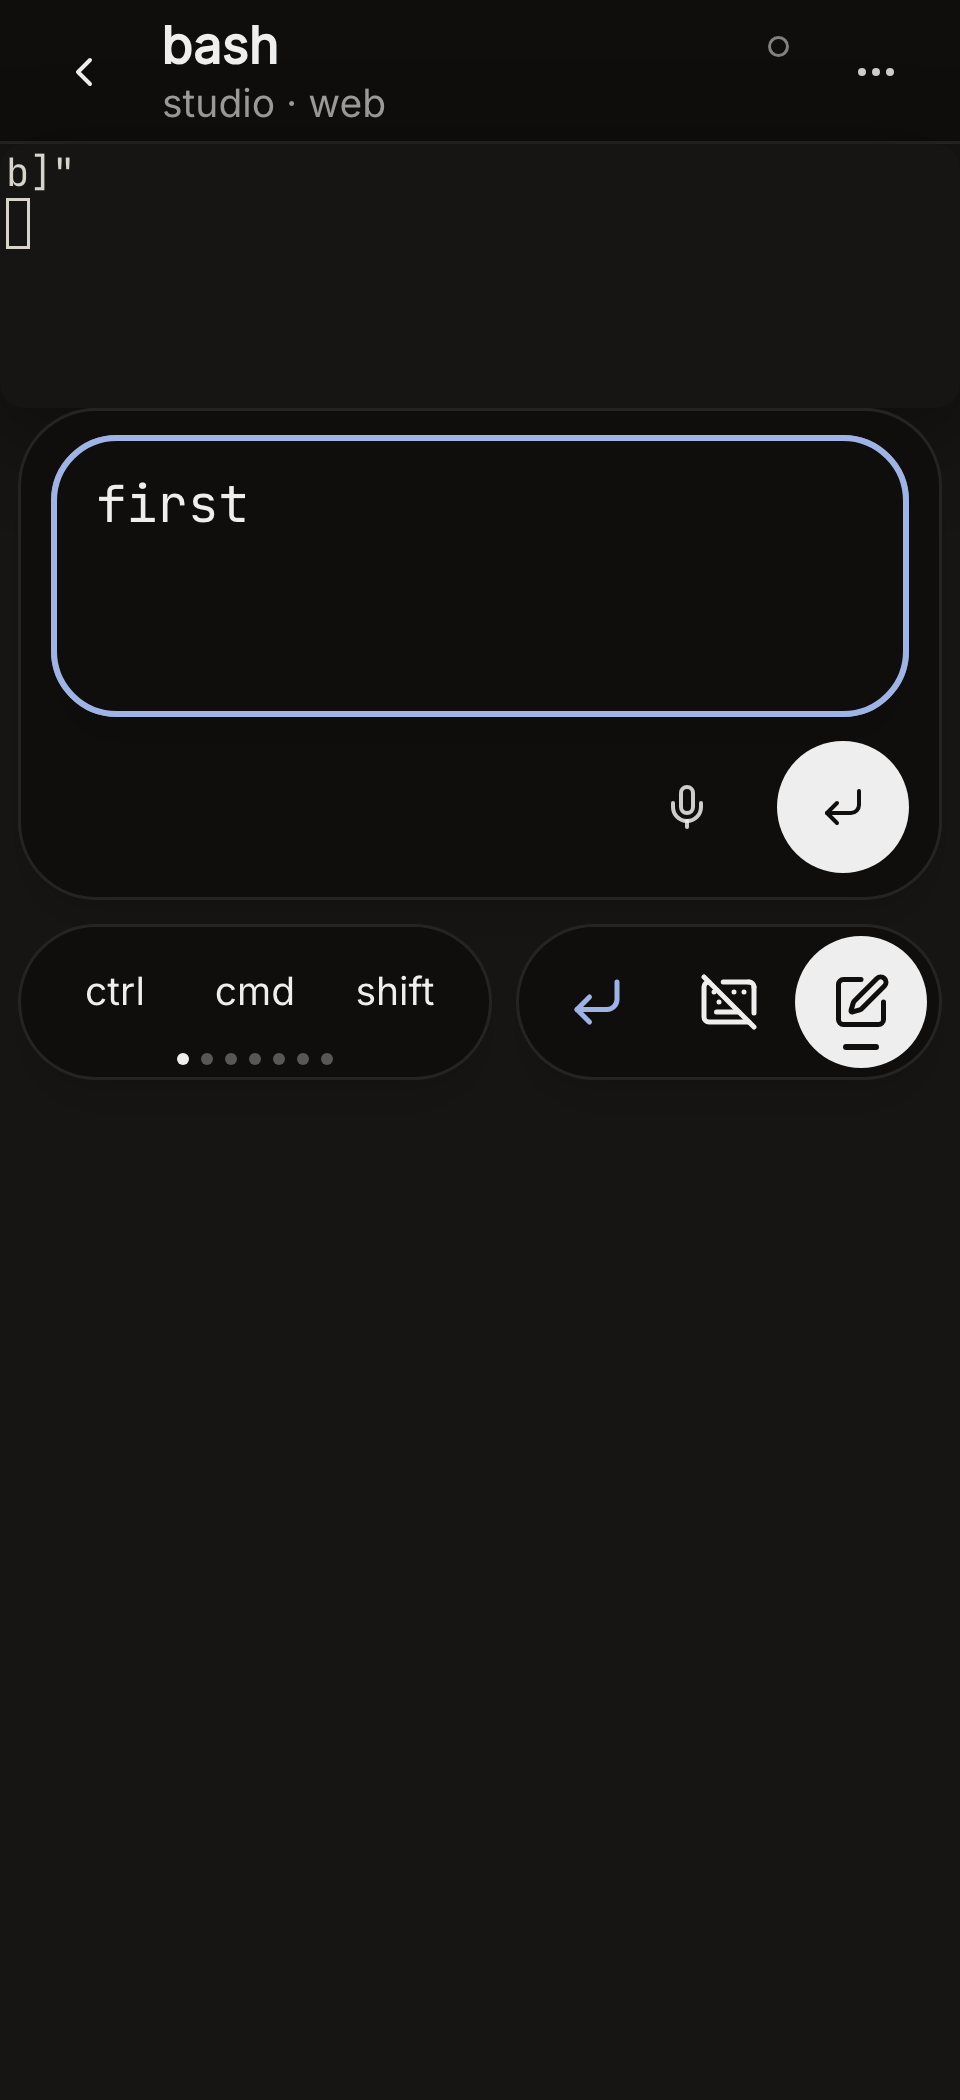 bash
studio · web
b]"
first
ctrl cmd shift